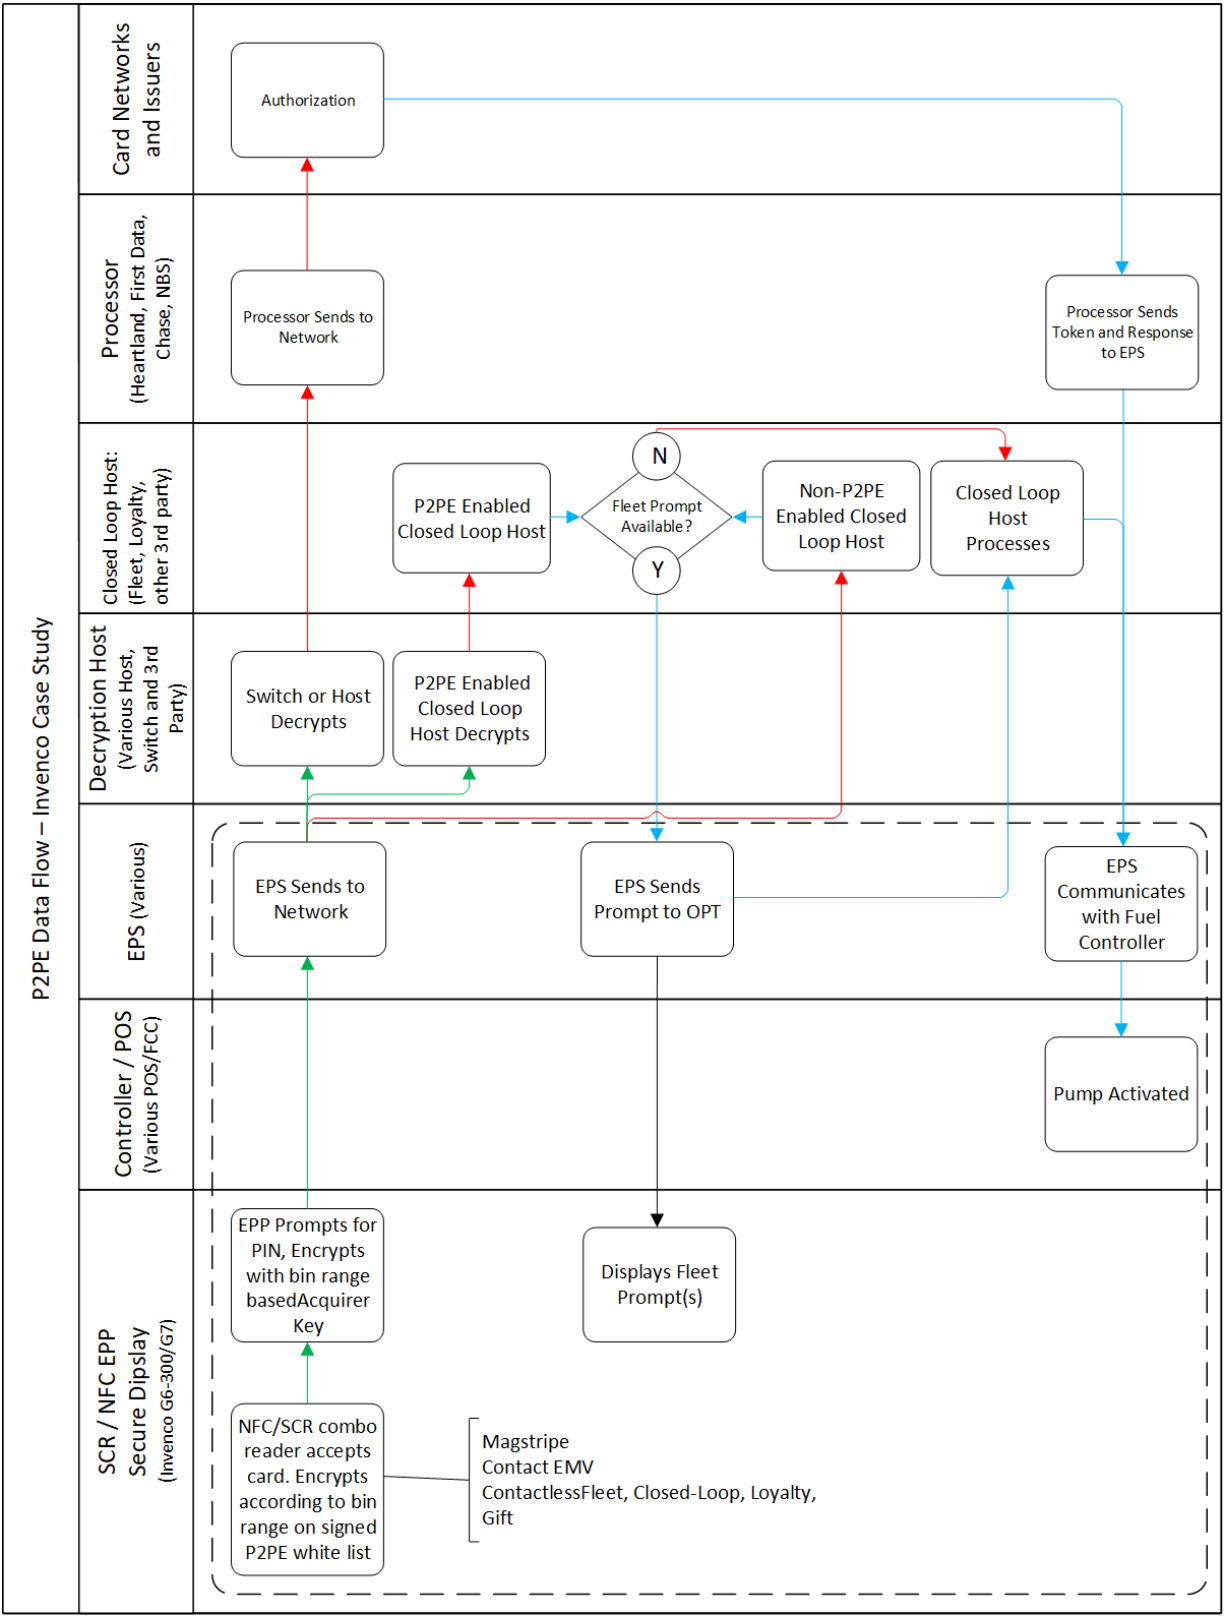 P2PE Data Flow – Invenco Case Study
Card Networks
and Issuers
Authorization
Processor
(Heartland, First Data,
Chase, NBS)
Processor Sends to
Network
Processor Sends
Token and Response
to EPS
Closed Loop Host:
(Fleet, Loyalty,
other 3rd party)
P2PE Enabled
Closed Loop Host
N
Fleet Prompt
Available?
Y
Non-P2PE
Enabled Closed
Loop Host
Closed Loop
Host
Processes
Decryption Host
(Various Host,
Switch and 3rd
Party)
Switch or Host
Decrypts
P2PE Enabled
Closed Loop
Host Decrypts
EPS (Various)
EPS Sends to
Network
EPS Sends
Prompt to OPT
EPS
Communicates
with Fuel
Controller
Controller / POS
(Various POS/FCC)
Pump Activated
SCR / NFC EPP
Secure Dipslay
(Invenco G6-300/G7)
EPP Prompts for
PIN, Encrypts
with bin range
basedAcquirer
Key
Displays Fleet
Prompt(s)
NFC/SCR combo
reader accepts
card. Encrypts
according to bin
range on signed
P2PE white list
Magstripe
Contact EMV
ContactlessFleet, Closed-Loop, Loyalty,
Gift